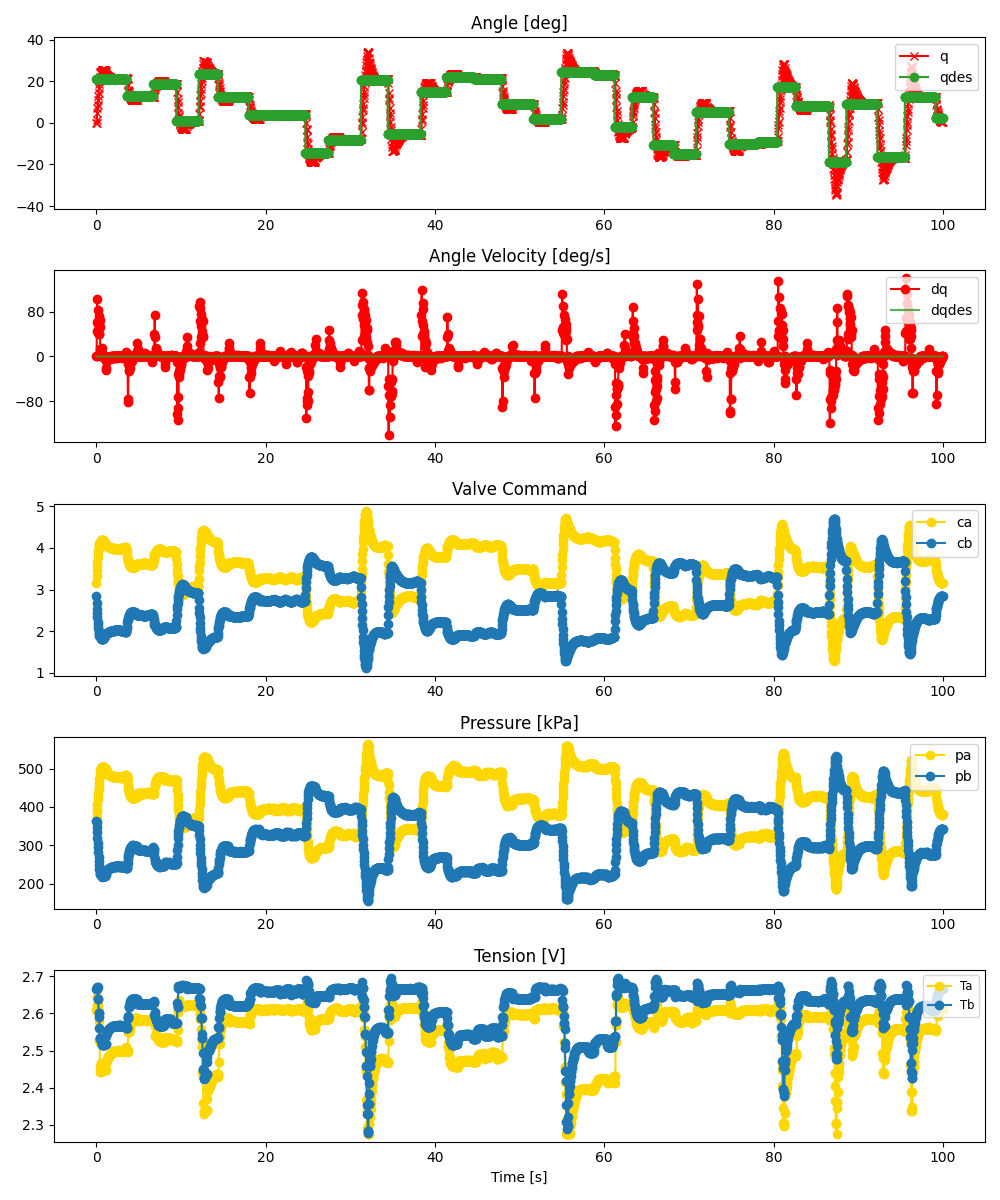 Angle [deg]
40
20
0
−20
−40
q
qdes
0 20 40 60 80 100
Angle Velocity [deg/s]
80
0
−80
dq
dqdes
0 20 40 60 80 100
Valve Command
5
4
3
2
1
ca
cb
0 20 40 60 80 100
Pressure [kPa]
500
400
300
200
pa
pb
0 20 40 60 80 100
Tension [V]
2.7
2.6
2.5
2.4
2.3
Ta
Tb
0 20 40 60 80 100
Time [s]